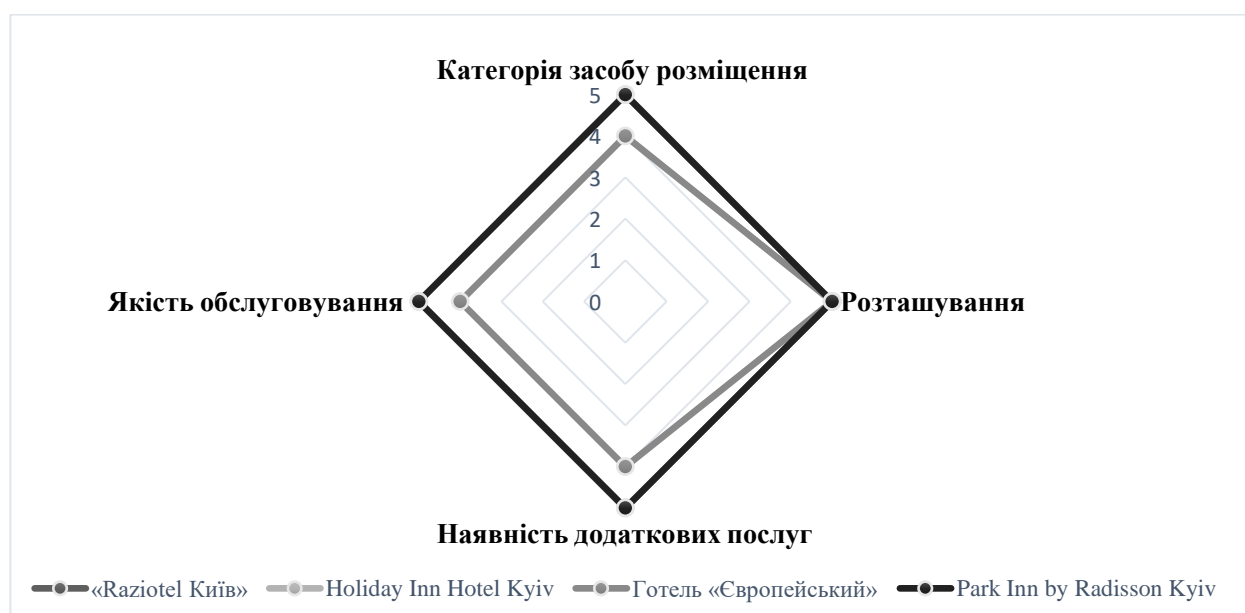 Категорія засобу розміщення
5
4
3
2
1
0
Якість обслуговування
Розташування
Наявність додаткових послуг
«Raziotel Київ» Holiday Inn Hotel Kyiv Готель «Європейський» Park Inn by Radisson Kyiv